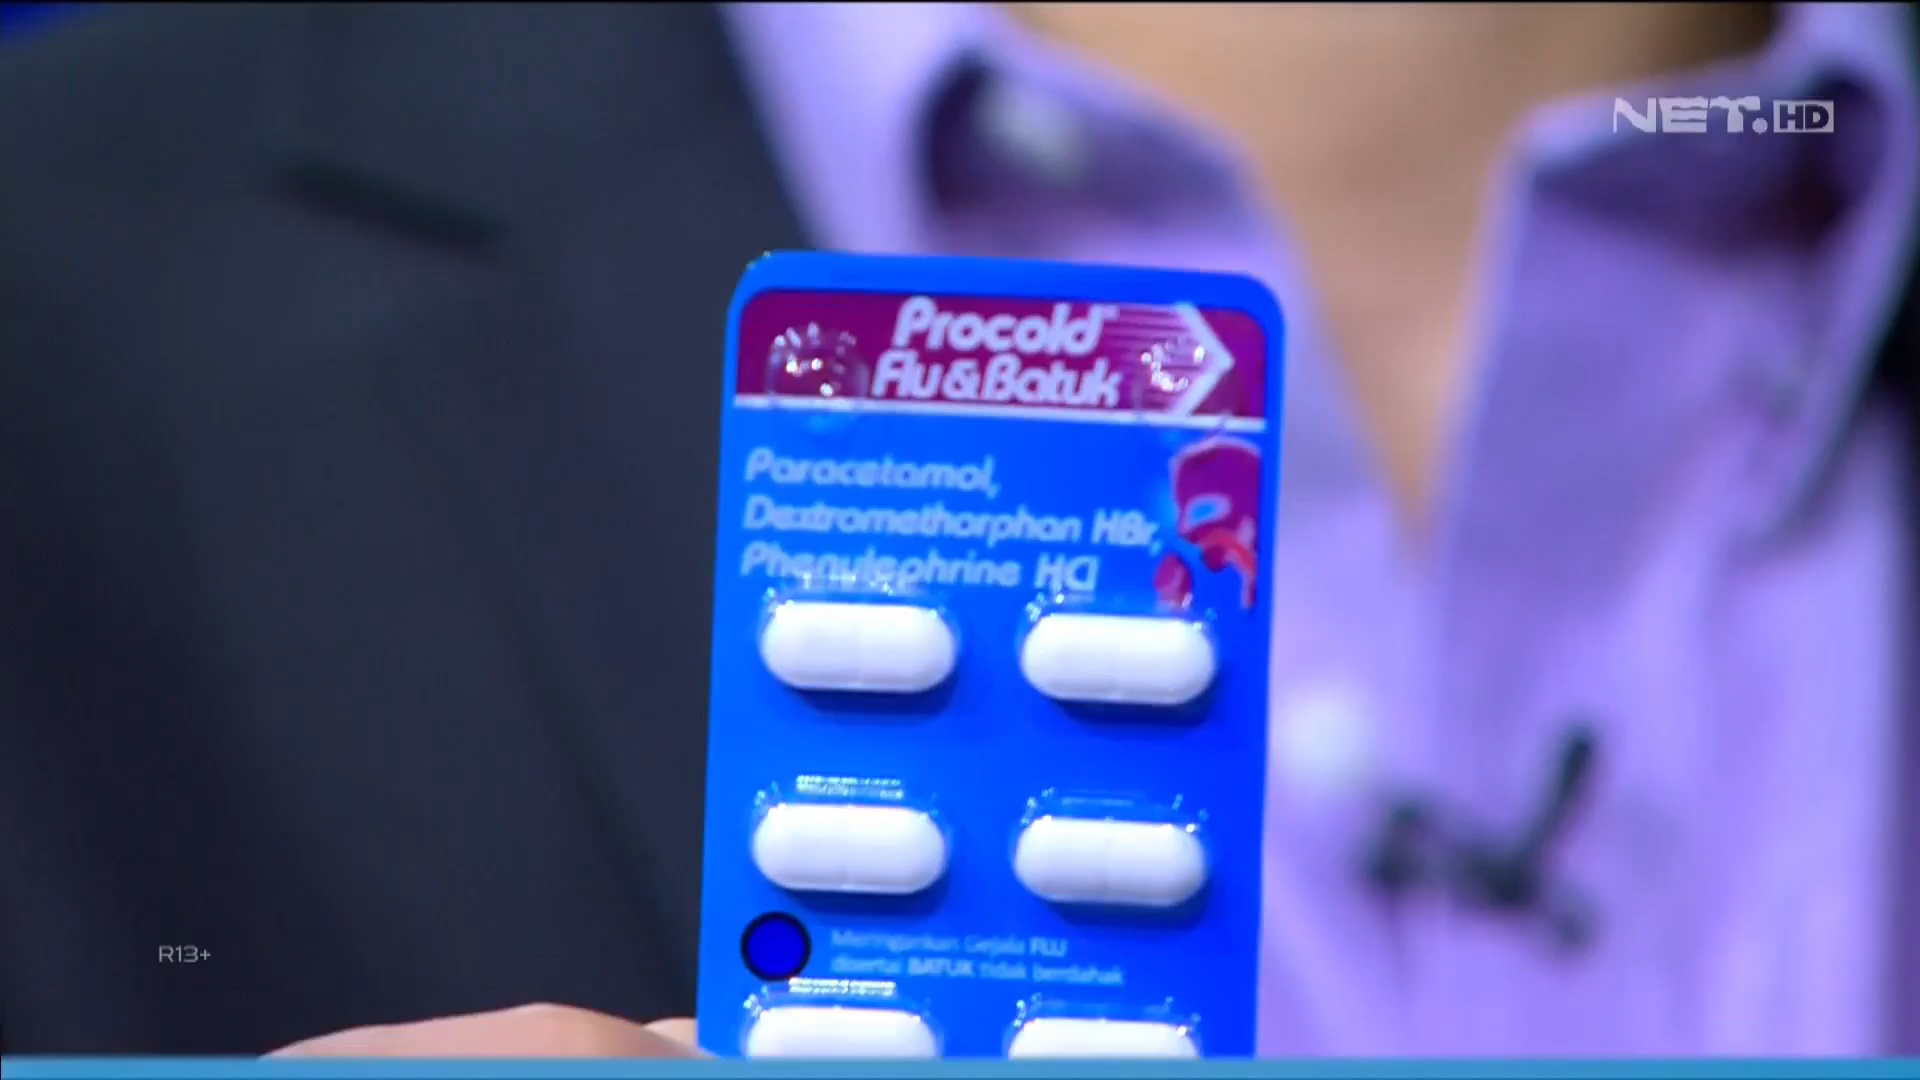 NET.HD
Procold
Flu & Batuk
Paracetamol,
Dextromethorphan HBr,
Phenylephrine HCl
Meringankan Gejala FLU
disertai BATUK tidak berdahak
R13+